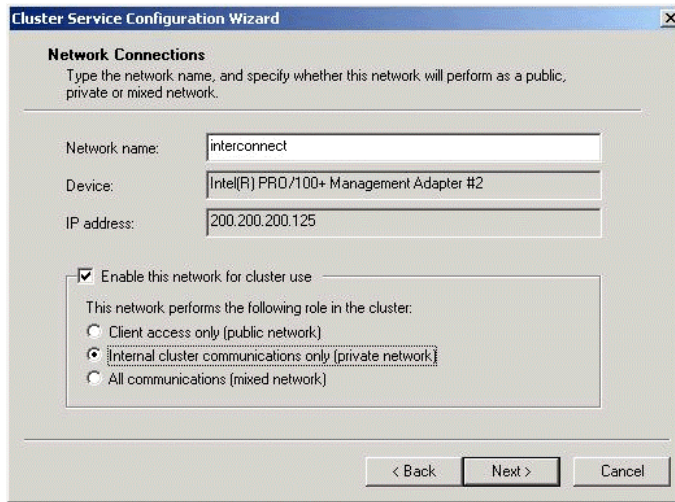 Cluster Service Configuration Wizard
Network Connections
Type the network name, and specify whether this network will perform as a public,
private or mixed network.
Network name: interconnect
Device: Intel(R) PRO/100+ Management Adapter #2
IP address: 200.200.200.125
Enable this network for cluster use
This network performs the following role in the cluster:
Client access only (public network)
Internal cluster communications only (private network)
All communications (mixed network)
< Back Next > Cancel